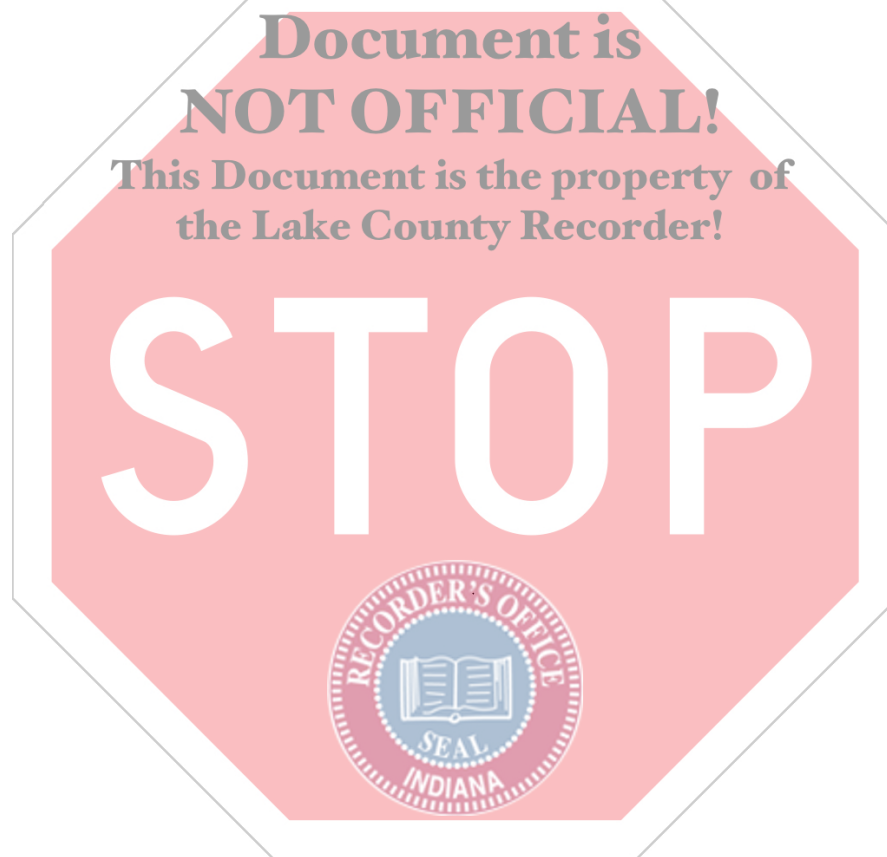 Document is
NOT OFFICIAL!
This Document is the property of
the Lake County Recorder!
STOP
RECORDER'S OFFICE
SEAL
INDIANA